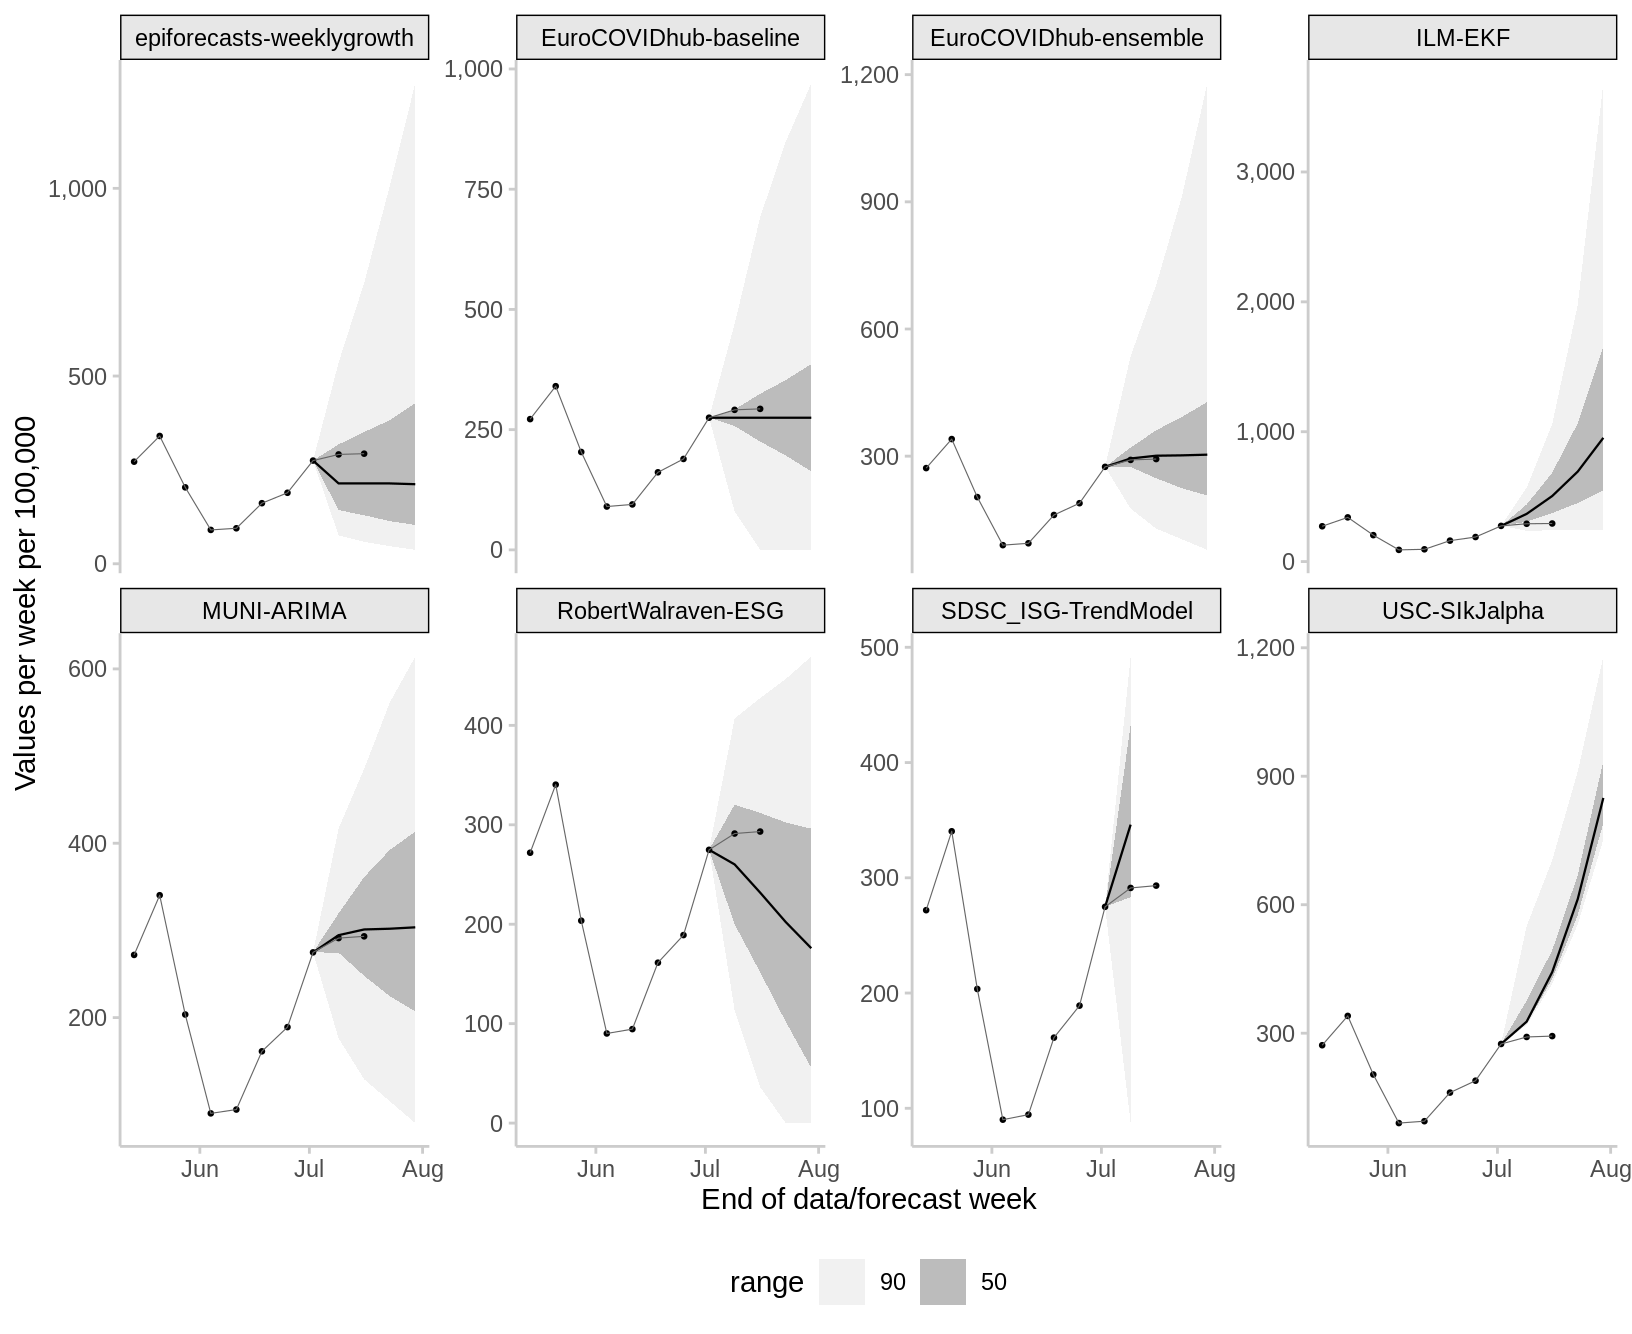 epiforecasts-weeklygrowth
EuroCOVIDhub-baseline
EuroCOVIDhub-ensemble
ILM-EKF
1,000
500
0
1,000
750
500
250
0
1,200
900
600
300
3,000
2,000
1,000
0
Values per week per 100,000
MUNI-ARIMA
RobertWalraven-ESG
SDSC_ISG-TrendModel
USC-SIkJalpha
600
400
200
400
300
200
100
0
500
400
300
200
100
1,200
900
600
300
Jun Jul Aug
Jun Jul Aug
Jun Jul Aug
Jun Jul Aug
End of data/forecast week
range 90 50